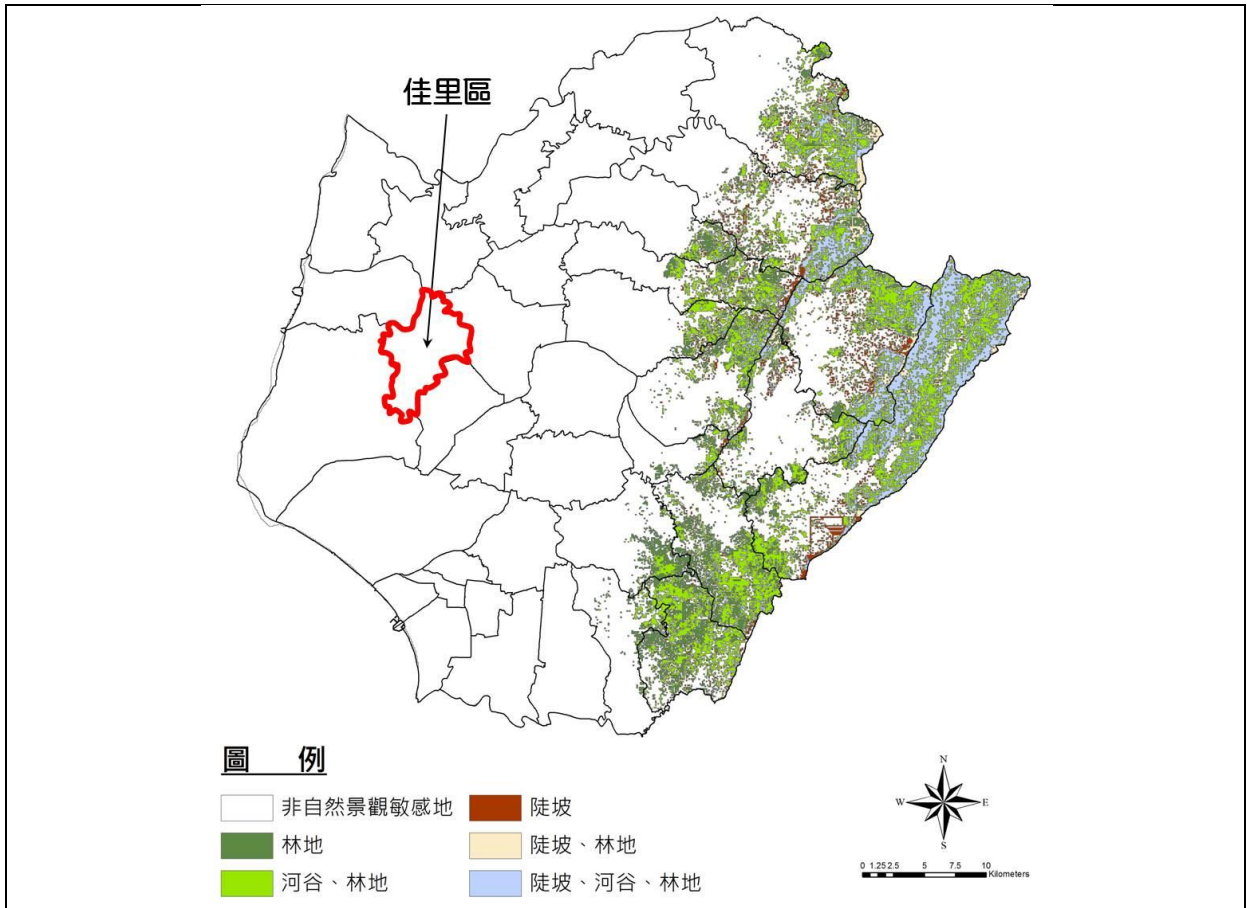 佳里區
圖 例
非自然景觀敏感地
陡坡
林地
陡坡、林地
河谷、林地
陡坡、河谷、林地
N
W E
S
0 1.25 2.5 5 7.5 10
Kilometers